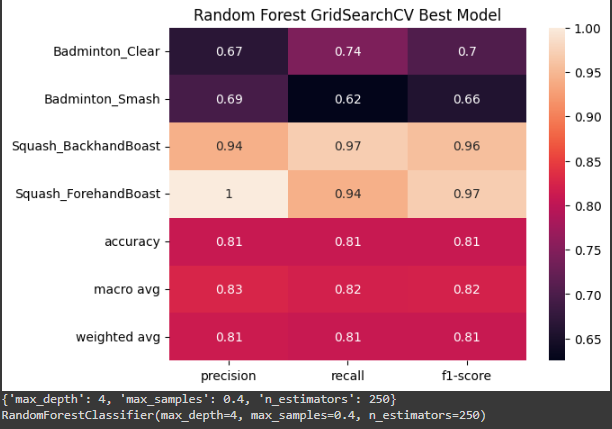 Random Forest GridSearchCV Best Model
Badminton_Clear 0.67 0.74 0.7
Badminton_Smash 0.69 0.62 0.66
Squash_BackhandBoast 0.94 0.97 0.96
Squash_ForehandBoast 1 0.94 0.97
accuracy 0.81 0.81 0.81
macro avg 0.83 0.82 0.82
weighted avg 0.81 0.81 0.81
precision recall f1-score
1.00
0.95
0.90
0.85
0.80
0.75
0.70
0.65
{'max_depth': 4, 'max_samples': 0.4, 'n_estimators': 250}
RandomForestClassifier(max_depth=4, max_samples=0.4, n_estimators=250)